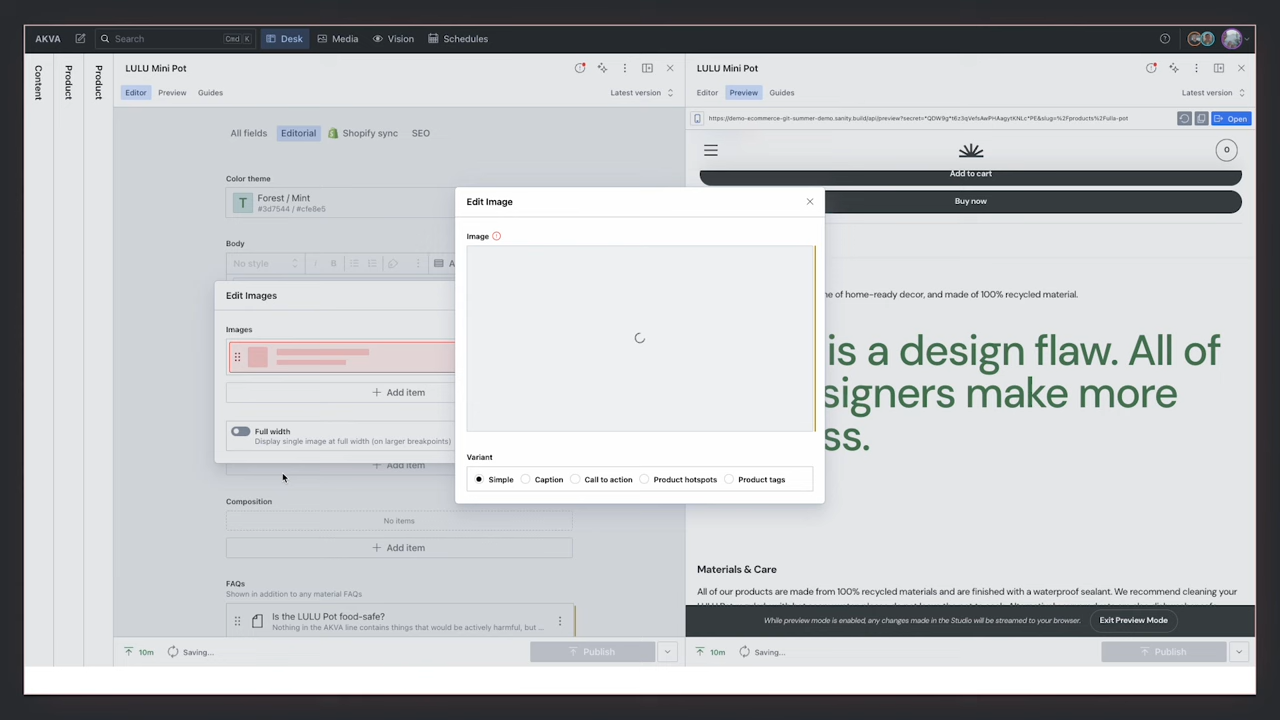 AKVA
Search
Cmd K
Desk
Media
Vision
Schedules
Content
Product
Product
LULU Mini Pot
Editor
Preview
Guides
Latest version
All fields
Editorial
Shopify sync
SEO
Color theme
T
Forest / Mint
#3d7544 / #cfe8e5
Body
No style
Edit Images
Images
Add item
Full width
Display single image at full width (on larger breakpoints)
Add item
Composition
No items
Add item
FAQs
Shown in addition to any material FAQs
Is the LULU Pot food-safe?
Nothing in the AKVA line contains things that would be actively harmful, but ...
10m
Saving...
Publish
Edit Image
Image
Variant
Simple
Caption
Call to action
Product hotspots
Product tags
LULU Mini Pot
Editor
Preview
Guides
Latest version
Open
0
Add to cart
Buy now
of home-ready decor, and made of 100% recycled material.
is a design flaw. All of
signers make more
ss.
Materials & Care
All of our products are made from 100% recycled materials and are finished with a waterproof sealant. We recommend cleaning your
While preview mode is enabled, any changes made in the Studio will be streamed to your browser.
Exit Preview Mode
10m
Saving...
Publish